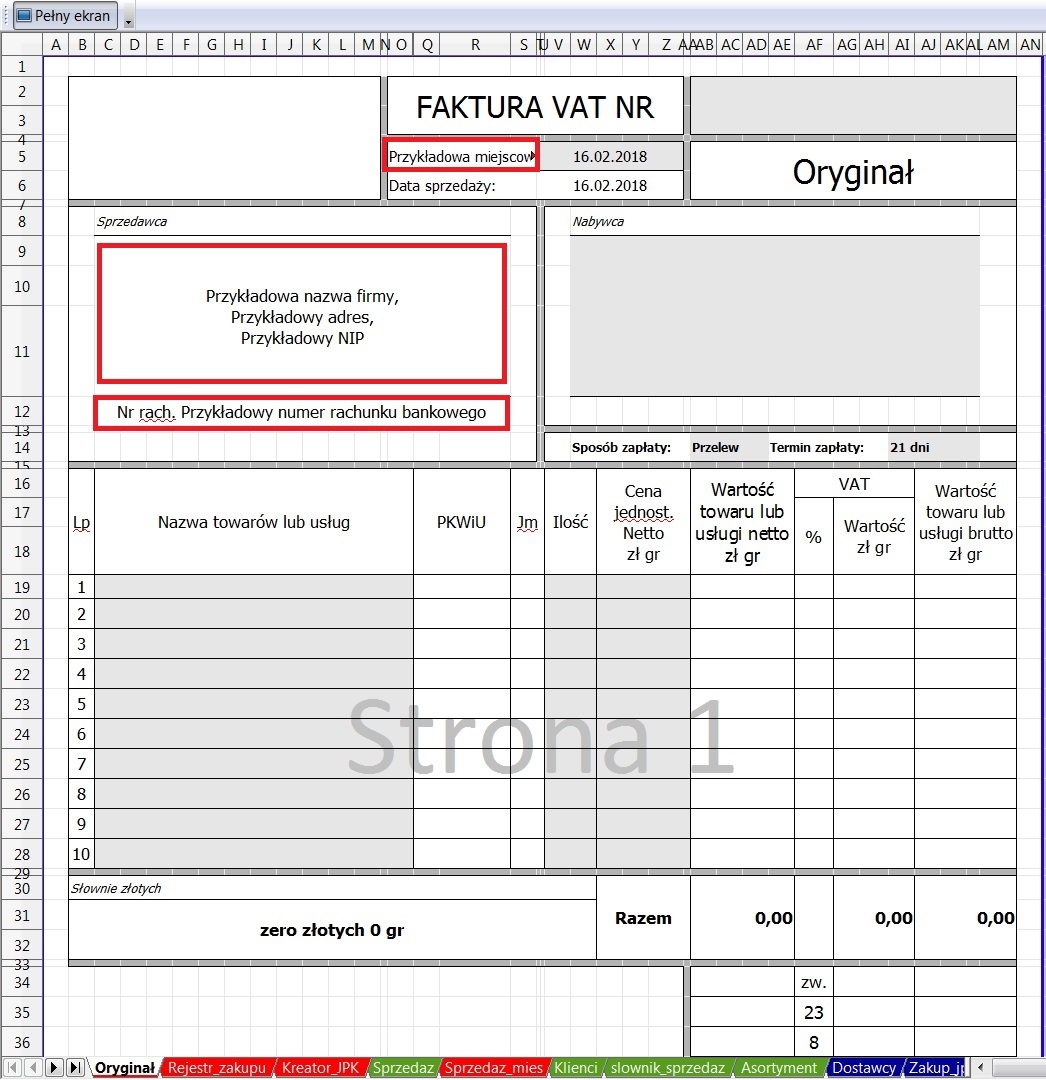 Pełny ekran
A B C D E F G H I J K L M N O Q R S T U V W X Y Z AA AB AC AD AE AF AG AH AI AJ AK AL AM AN
1
2
FAKTURA VAT NR
3
4
5
Przykładowa miejscow
16.02.2018
Oryginał
6
Data sprzedaży:
16.02.2018
7
8
Sprzedawca
Nabywca
9
10
Przykładowa nazwa firmy,
Przykładowy adres,
Przykładowy NIP
11
12
Nr rach. Przykładowy numer rachunku bankowego
13
14
Sposób zapłaty: Przelew Termin zapłaty: 21 dni
15
16
17
18
Lp
Nazwa towarów lub usług
PKWiU
Jm
Ilość
Cena
jednost.
Netto
zł gr
Wartość
towaru lub
usługi netto
zł gr
VAT
%
Wartość
zł gr
Wartość
towaru lub
usługi brutto
zł gr
19 1
20 2
21 3
22 4
23 5
Strona 1
24 6
25 7
26 8
27 9
28 10
29
30
Słownie złotych
31
zero złotych 0 gr
Razem
0,00
0,00
0,00
32
33
34 zw.
35 23
36 8
Oryginał Rejestr_zakupu Kreator_JPK Sprzedaz Sprzedaz_mies Klienci slownik_sprzedaz Asortyment Dostawcy Zakup_jp